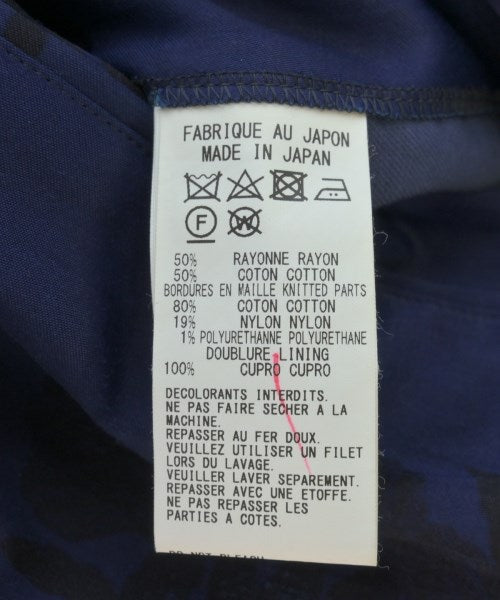 FABRIQUE AU JAPON
MADE IN JAPAN
F W
50% RAYONNE RAYON
50% COTON COTTON
BORDURES EN MAILLE KNITTED PARTS
80% COTON COTTON
19% NYLON NYLON
1% POLYURETHANNE POLYURETHANE
DOUBLURE LINING
100% CUPRO CUPRO
DECOLORANTS INTERDITS.
NE PAS FAIRE SECHER A LA
MACHINE.
REPASSER AU FER DOUX.
VEUILLEZ UTILISER UN FILET
LORS DU LAVAGE.
VEUILLER LAVER SEPAREMENT.
REPASSER AVEC UNE ETOFFE.
NE PAS REPASSER LES
PARTIES A COTES.
DO NOT BLEACH